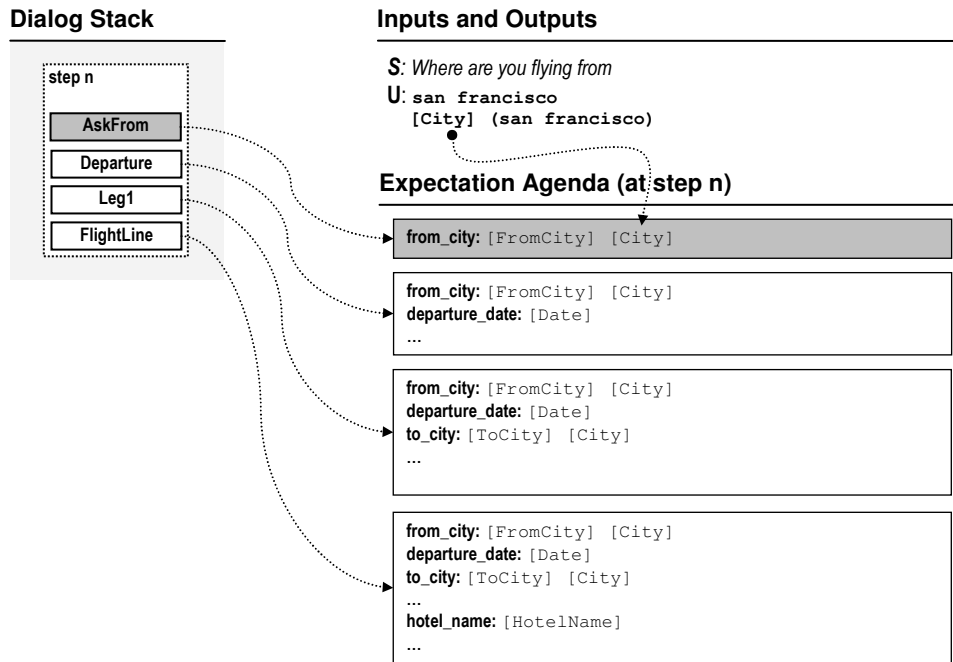 Dialog Stack
step n
AskFrom
Departure
Leg1
FlightLine
Inputs and Outputs
S: Where are you flying from
U: san francisco
[City] (san francisco)
Expectation Agenda (at step n)
from_city: [FromCity] [City]
from_city: [FromCity] [City]
departure_date: [Date]
…
from_city: [FromCity] [City]
departure_date: [Date]
to_city: [ToCity] [City]
…
from_city: [FromCity] [City]
departure_date: [Date]
to_city: [ToCity] [City]
…
hotel_name: [HotelName]
…